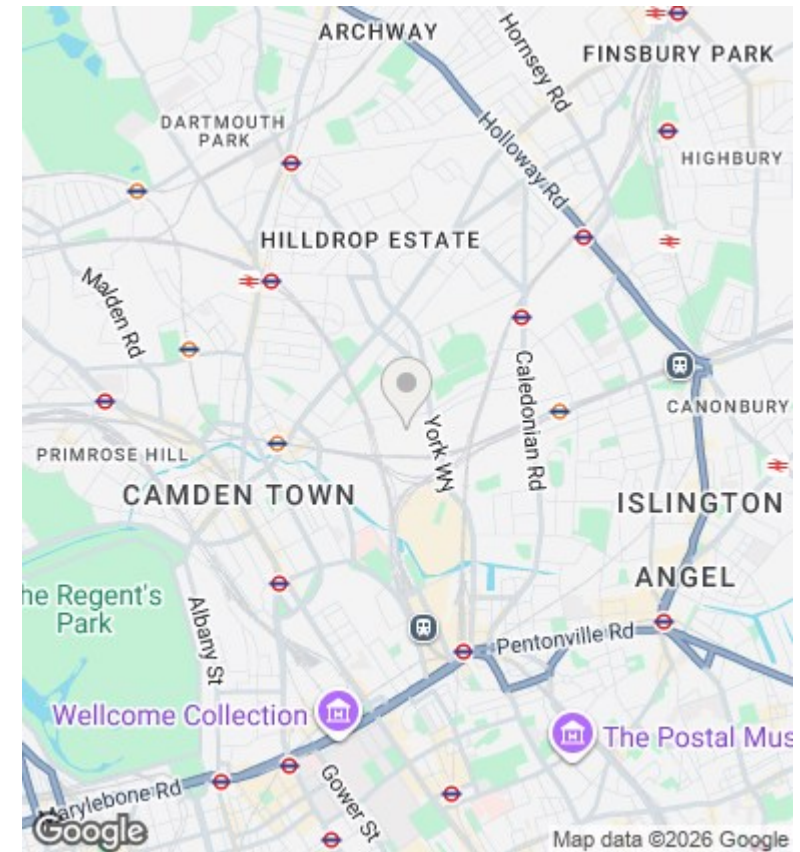 ARCHWAY
Hornsey Rd
FINSBURY PARK
DARTMOUTH
PARK
Holloway Rd
HIGHBURY
HILLDROP ESTATE
Malden Rd
Caledonian Rd
CANONBURY
York Wy
PRIMROSE HILL
CAMDEN TOWN
ISLINGTON
ANGEL
he Regent's
Park
Albany St
Pentonville Rd
Wellcome Collection
The Postal Mus
Gower St
Marylebone Rd
Google
Map data ©2026 Google